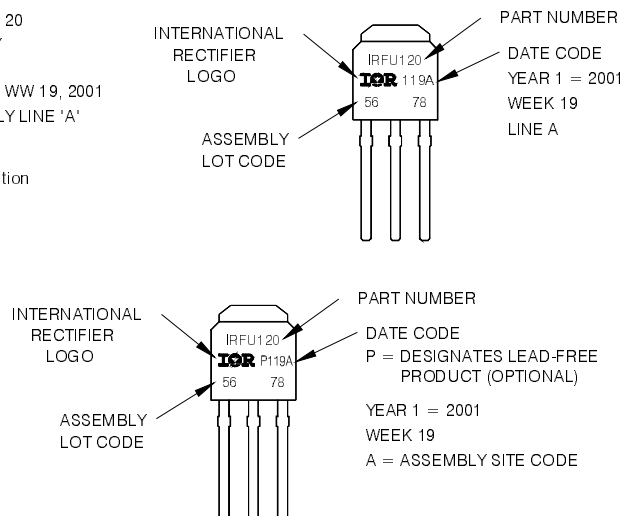 20
WW 19, 2001
LY LINE 'A'
tion
INTERNATIONAL
RECTIFIER
LOGO
ASSEMBLY
LOT CODE
IRFU120
IOR 119A
56 78
PART NUMBER
DATE CODE
YEAR 1 = 2001
WEEK 19
LINE A
INTERNATIONAL
RECTIFIER
LOGO
ASSEMBLY
LOT CODE
IRFU120
IOR P119A
56 78
PART NUMBER
DATE CODE
P = DESIGNATES LEAD-FREE
PRODUCT (OPTIONAL)
YEAR 1 = 2001
WEEK 19
A = ASSEMBLY SITE CODE